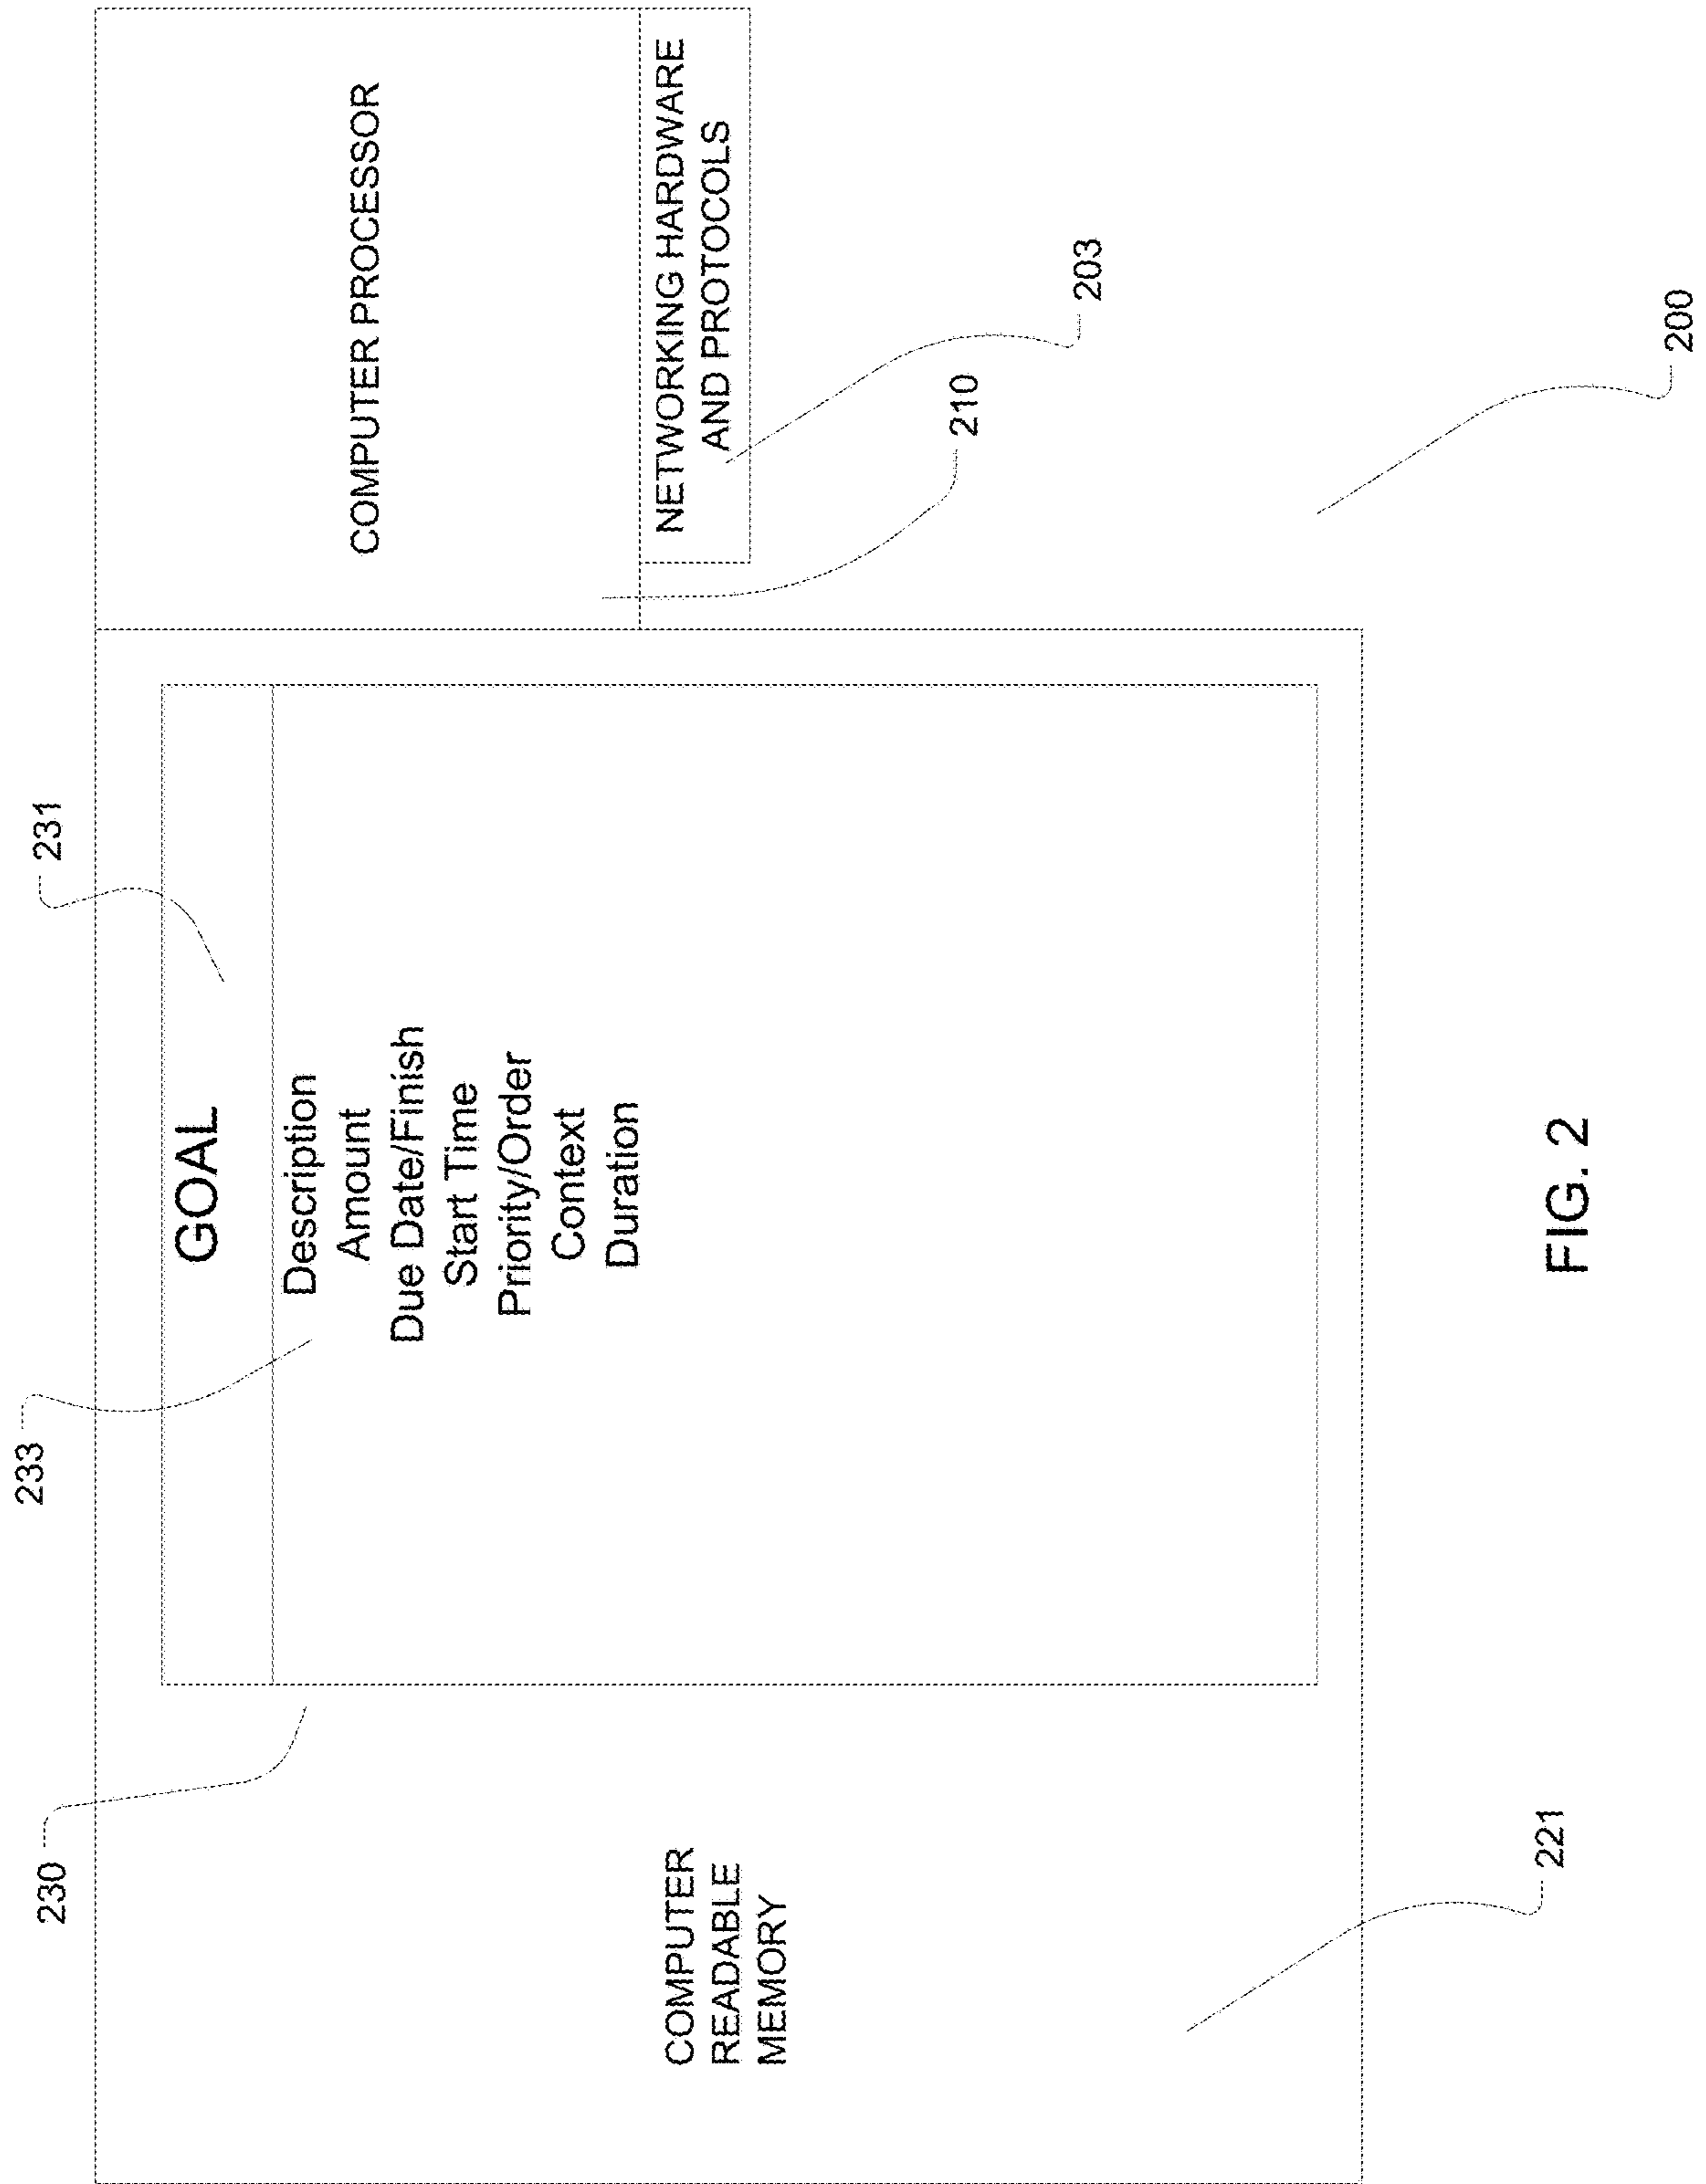 233
231
230
GOAL
Description
Amount
Due Date/Finish
Start Time
Priority/Order
Context
Duration
COMPUTER
READABLE
MEMORY
COMPUTER PROCESSOR
NETWORKING HARDWARE
AND PROTOCOLS
210
203
221
200
FIG. 2